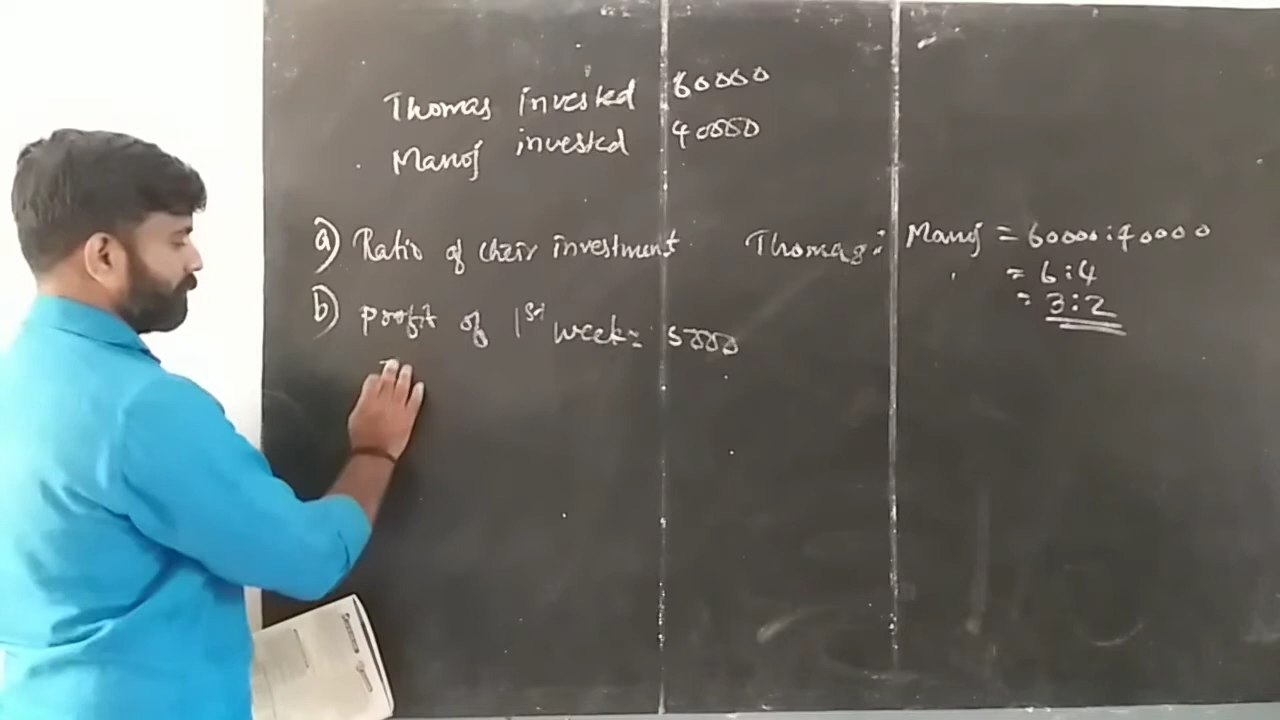 Thomas invested 60000
Manoj invested 40000
a) Ratio of their investment Thomas : Manoj = 60000:40000
= 6:4
= 3:2
b) profit of 1st week = 5000